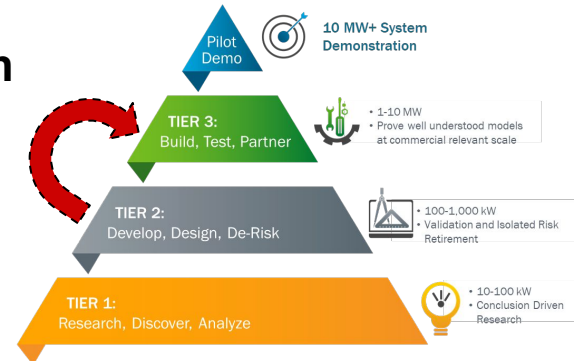 n
Pilot
Demo
10 MW+ System
Demonstration
TIER 3:
Build, Test, Partner
• 1-10 MW
• Prove well understood models
at commercial relevant scale
TIER 2:
Develop, Design, De-Risk
• 100-1,000 kW
• Validation and Isolated Risk
Retirement
TIER 1:
Research, Discover, Analyze
• 10-100 kW
• Conclusion Driven
Research